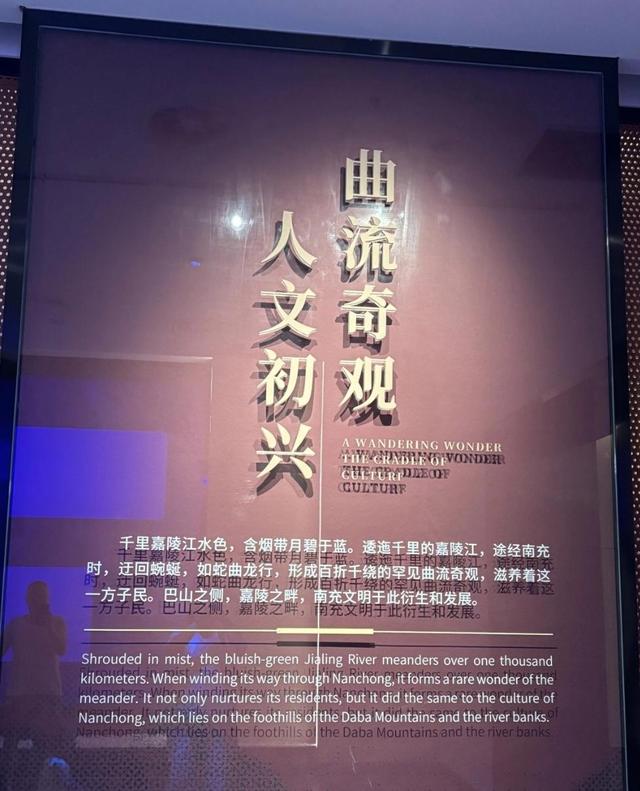 曲流奇观
人文初兴
A WANDERING WONDER
THE CRADLE OF
CULTURE
千里嘉陵江水色，含烟带月碧于蓝。逶迤千里的嘉陵江，途经南充
时，迂回蜿蜒，如蛇曲龙行，形成百折千绕的罕见曲流奇观，滋养着这
一方子民。巴山之侧，嘉陵之畔，南充文明于此衍生和发展。
Shrouded in mist, the bluish-green Jialing River meanders over one thousand
kilometers. When winding its way through Nanchong, it forms a rare wonder of the
meander. It not only nurtures its residents, but it did the same to the culture of
Nanchong, which lies on the foothills of the Daba Mountains and the river banks.